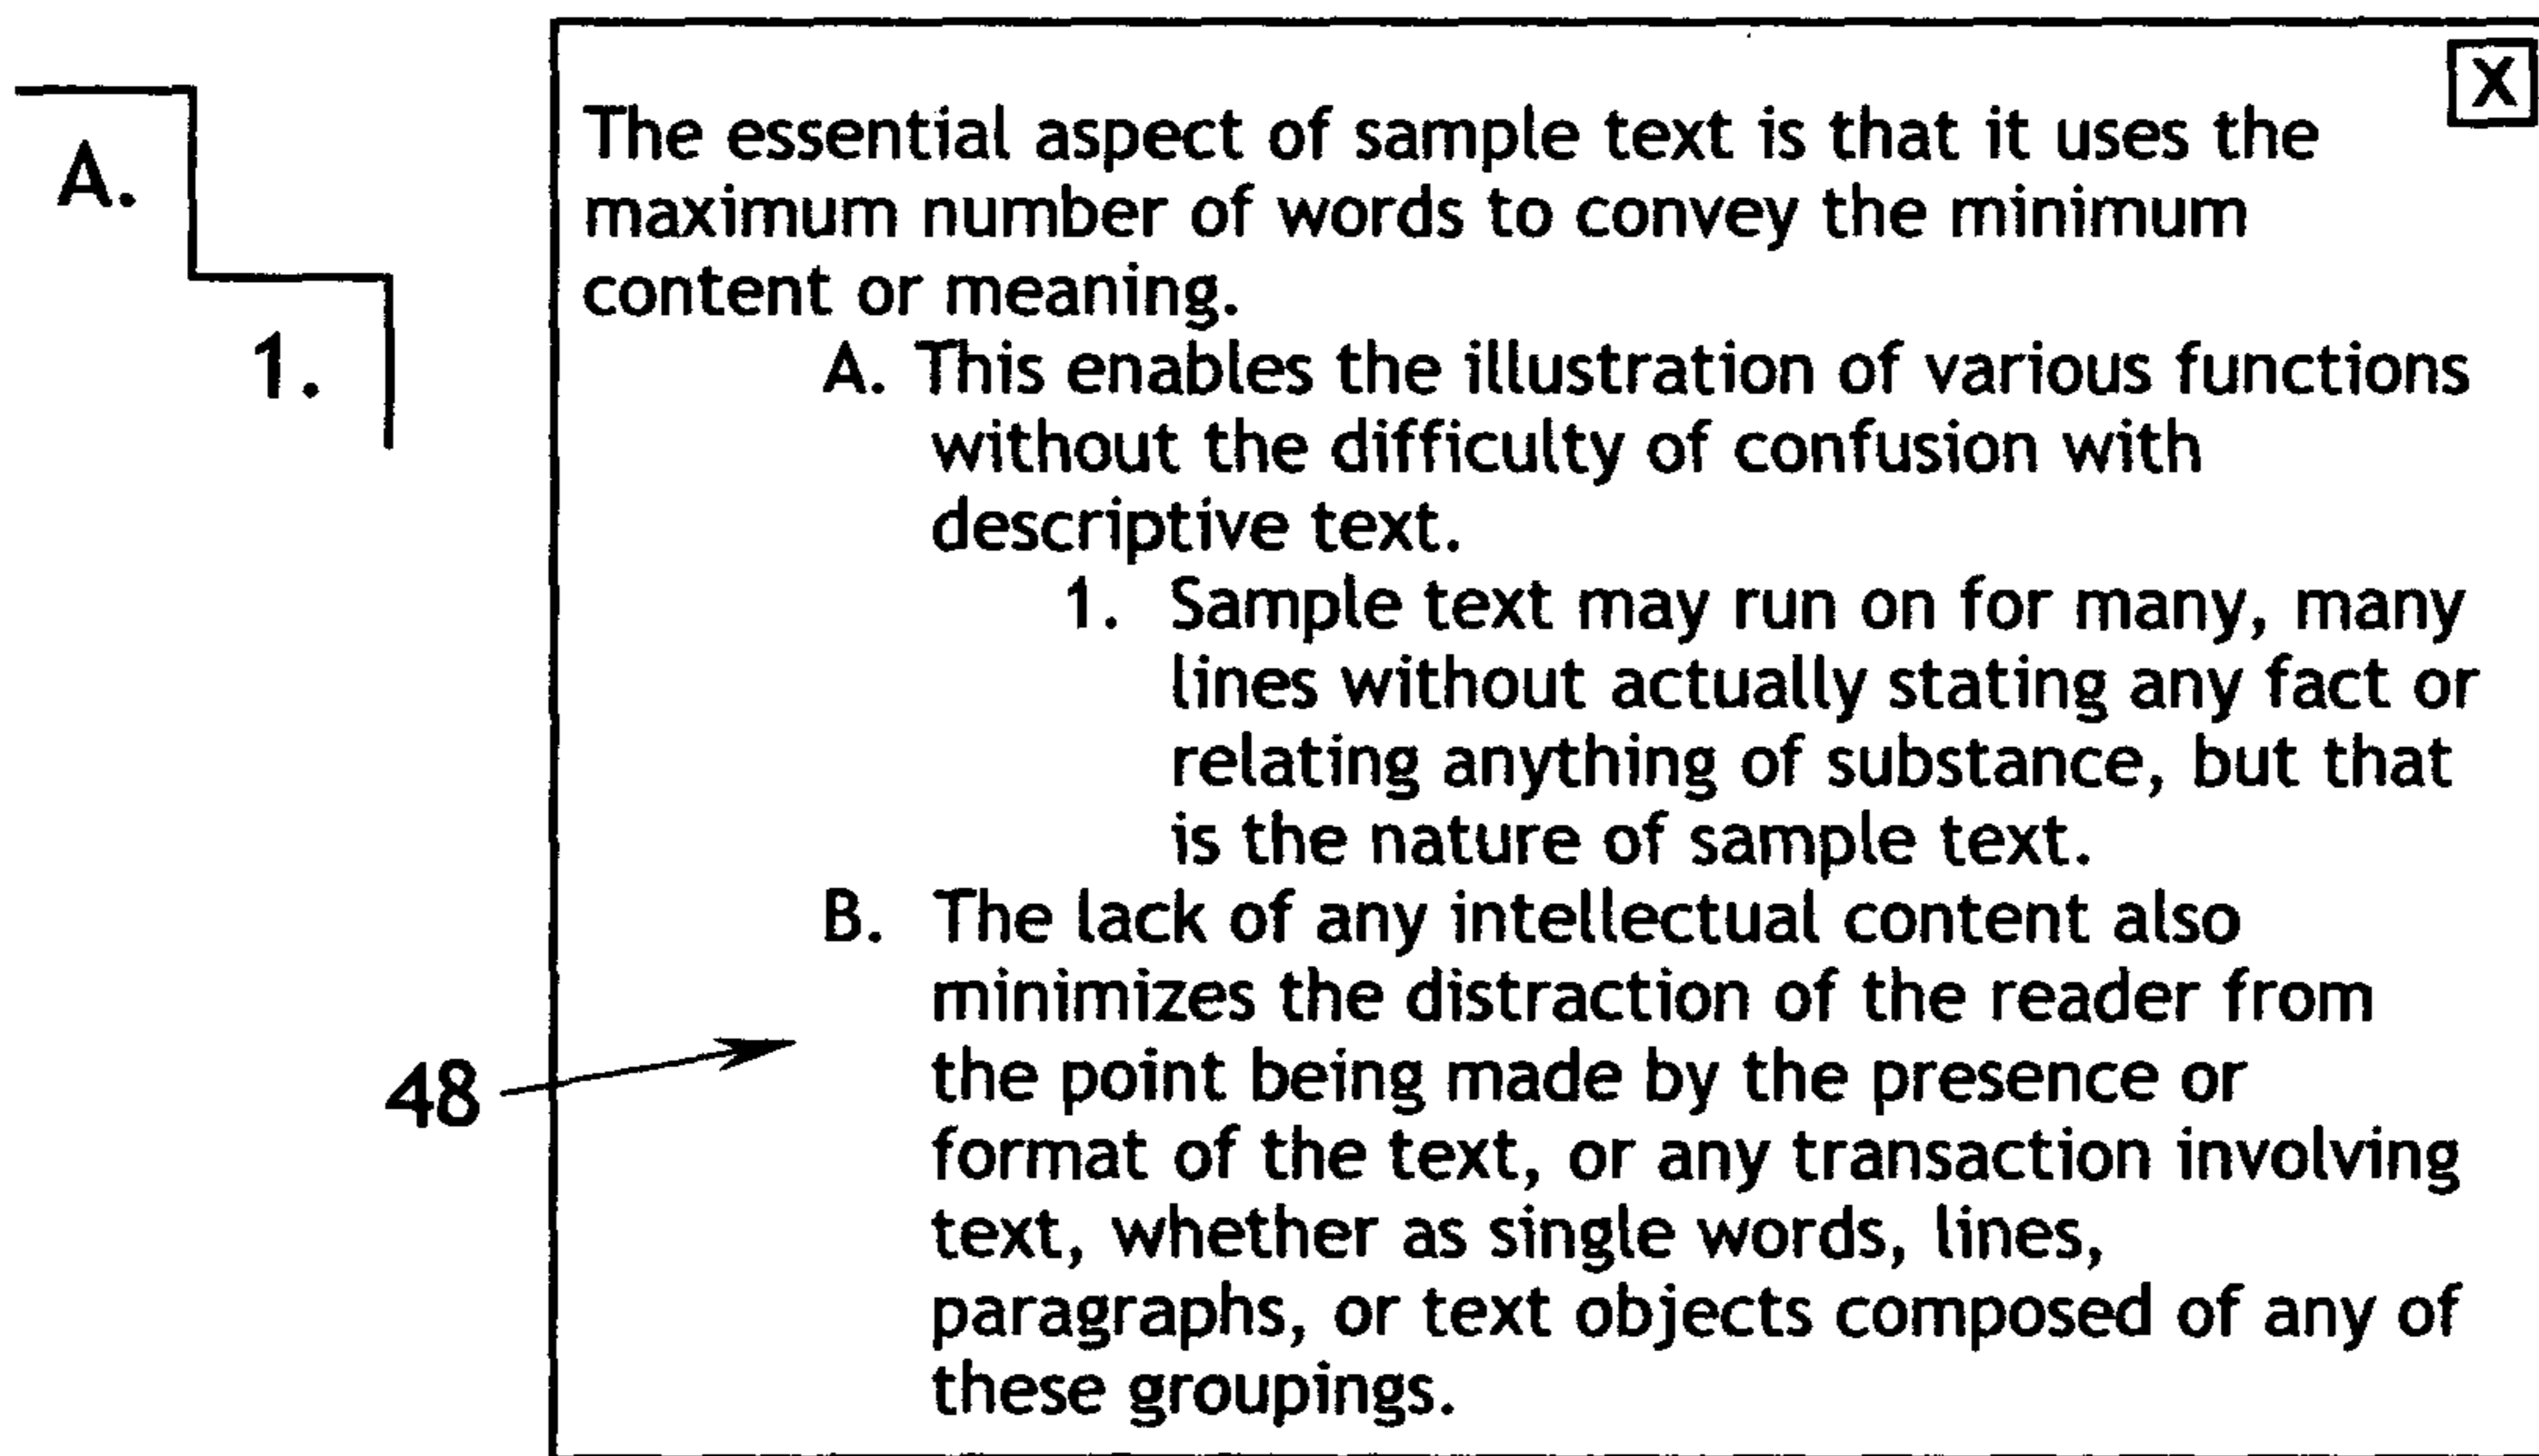 X
A.
1.
The essential aspect of sample text is that it uses the
maximum number of words to convey the minimum
content or meaning.
A. This enables the illustration of various functions
without the difficulty of confusion with
descriptive text.
1. Sample text may run on for many, many
lines without actually stating any fact or
relating anything of substance, but that
is the nature of sample text.
B. The lack of any intellectual content also
minimizes the distraction of the reader from
the point being made by the presence or
format of the text, or any transaction involving
text, whether as single words, lines,
paragraphs, or text objects composed of any of
these groupings.
48